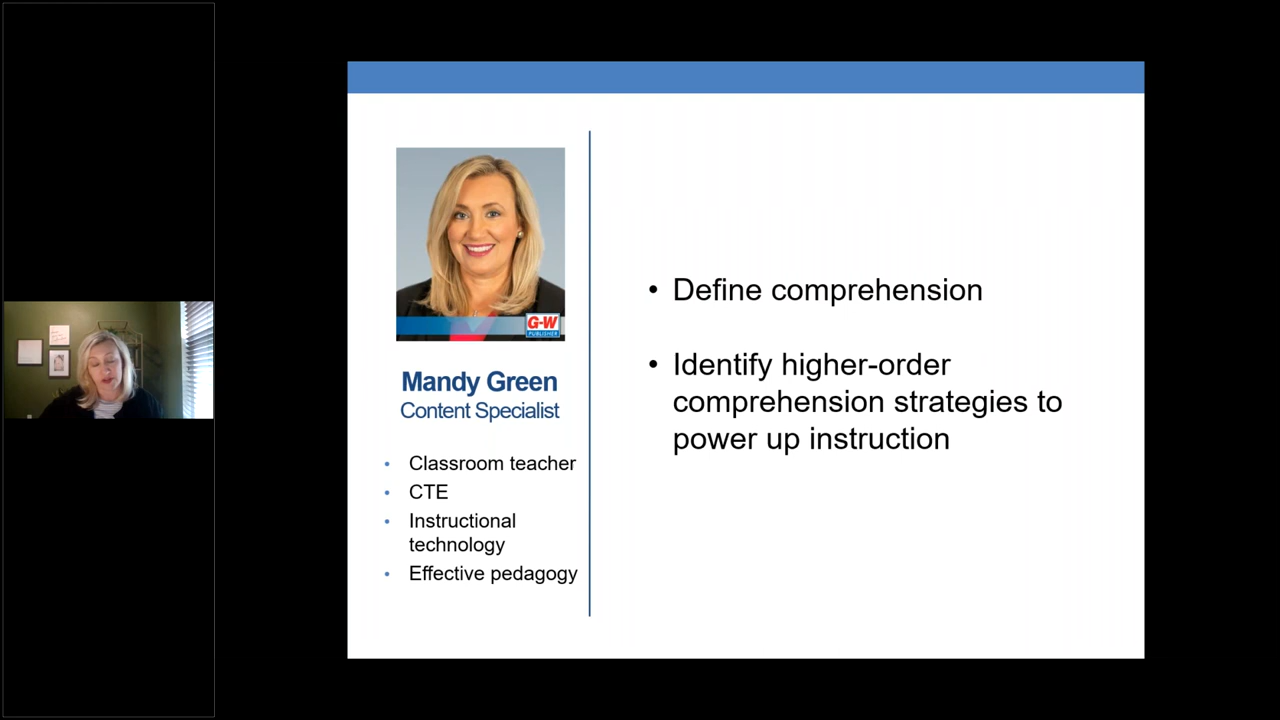 G-W
PUBLISHER
Mandy Green
Content Specialist
• Classroom teacher
• CTE
• Instructional
technology
• Effective pedagogy
• Define comprehension
• Identify higher-order
comprehension strategies to
power up instruction